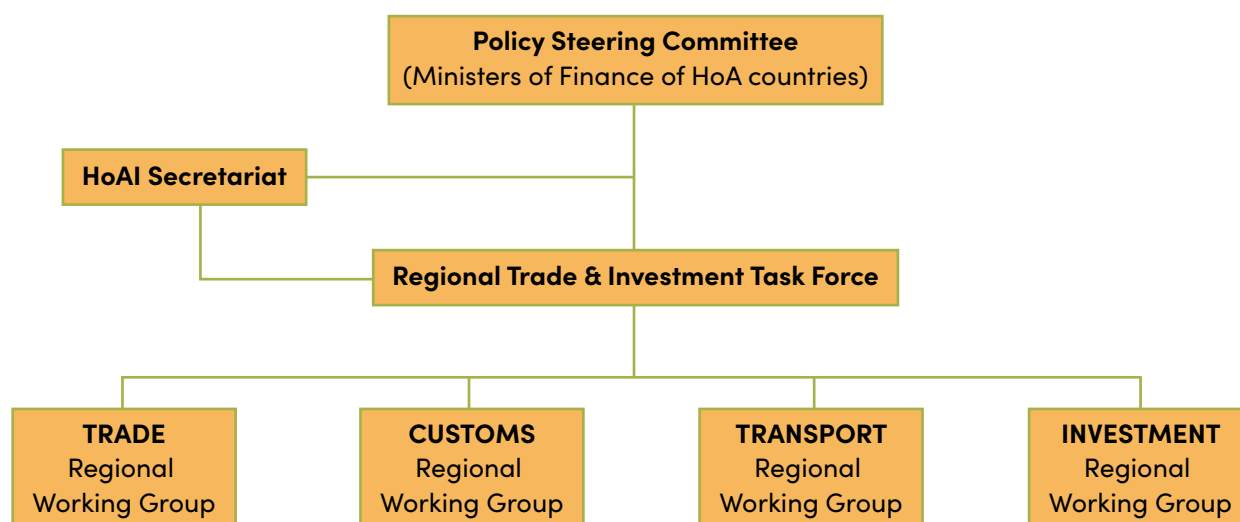 Policy Steering Committee
(Ministers of Finance of HoA countries)
HoAI Secretariat
Regional Trade & Investment Task Force
TRADE
Regional
Working Group
CUSTOMS
Regional
Working Group
TRANSPORT
Regional
Working Group
INVESTMENT
Regional
Working Group